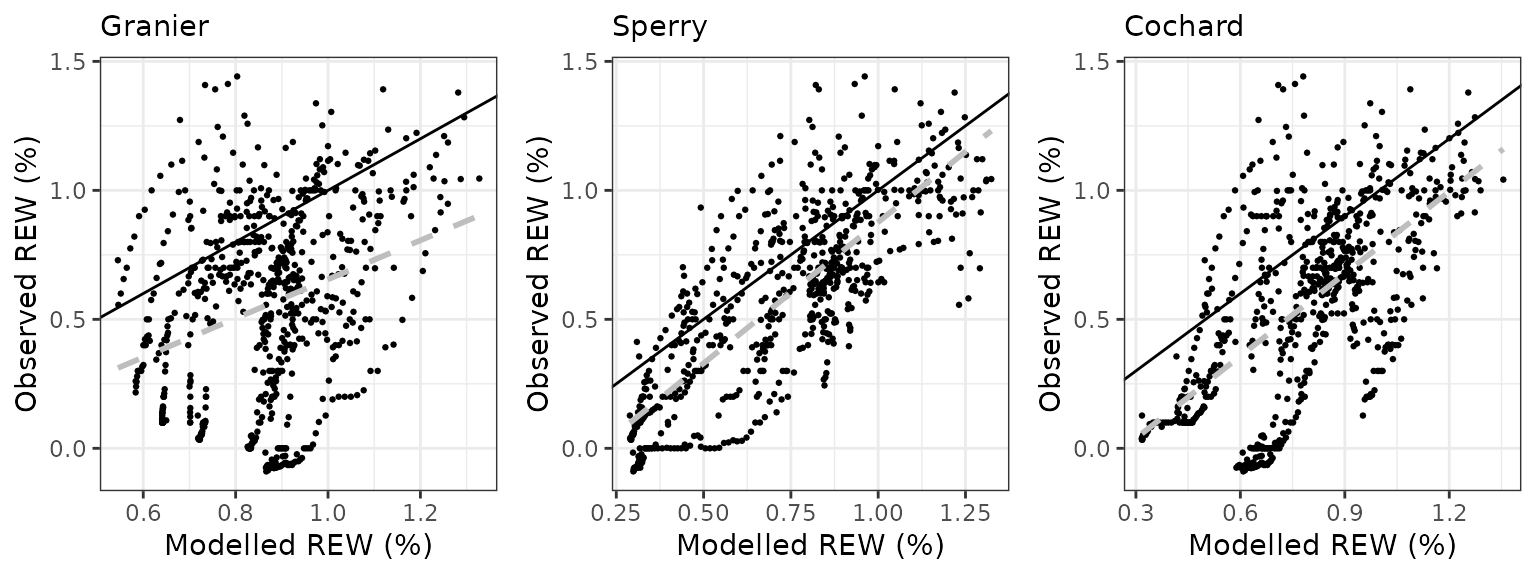 Granier
1.5
1.0
0.5
0.0
0.6 0.8 1.0 1.2
Modelled REW (%)
Observed REW (%)
Sperry
1.5
1.0
0.5
0.0
0.25 0.50 0.75 1.00 1.25
Modelled REW (%)
Observed REW (%)
Cochard
1.5
1.0
0.5
0.0
0.3 0.6 0.9 1.2
Modelled REW (%)
Observed REW (%)